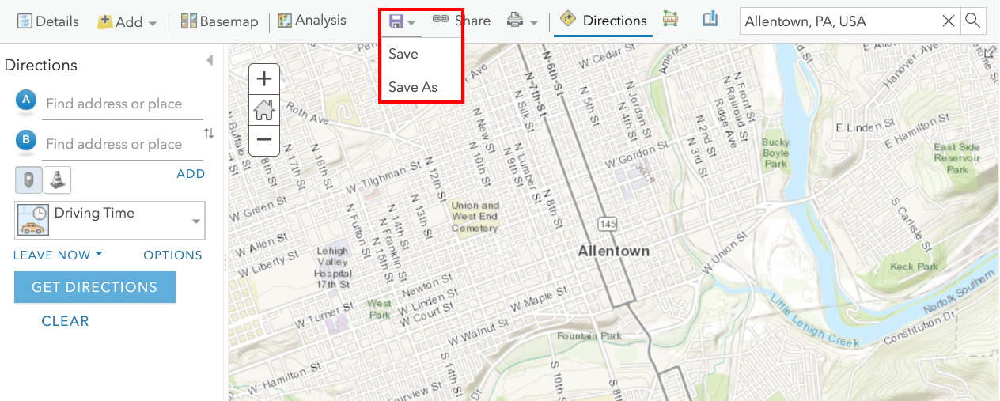 Details
Add
Basemap
Analysis
Share
Directions
Allentown, PA, USA
Save
Save As
Directions
A
Find address or place
B
Find address or place
ADD
Driving Time
LEAVE NOW
OPTIONS
GET DIRECTIONS
CLEAR
+
−
Roth Ave
N 17th St
N 16th St
W Tilghman St
W Green St
W Allen St
W Liberty St
N Fulton St
N 15th St
N Franklin St
N 14th St
N 13th St
N 12th St
N 10th St
N New St
N 9th St
N Silk St
N Lumber St
N 8th St
N-7th-St
N-6th-St
N 5th St
W Cedar St
N Jordan St
N 4th St
W Gordon St
N 3rd St
N 2nd St
Ridge Ave
N Railroad St
N Front St
Hanover Ave
E Linden St
E Hamilton St
Bucky
Boyle
Park
East Side
Reservoir
Park
S Carlisle St
Union and
West End
Cemetery
145
Allentown
W Union St
Keck Park
Lehigh
Valley
Hospital
17th St
Newton St
W Linden St
W Court St
West
Park
W Turner St
W Maple St
W Walnut St
Fountain Park
Little Lehigh Creek
Norfolk Southern
Constitution Dr
W Hamilton St
S 14th St
S 10th St
S 8th St